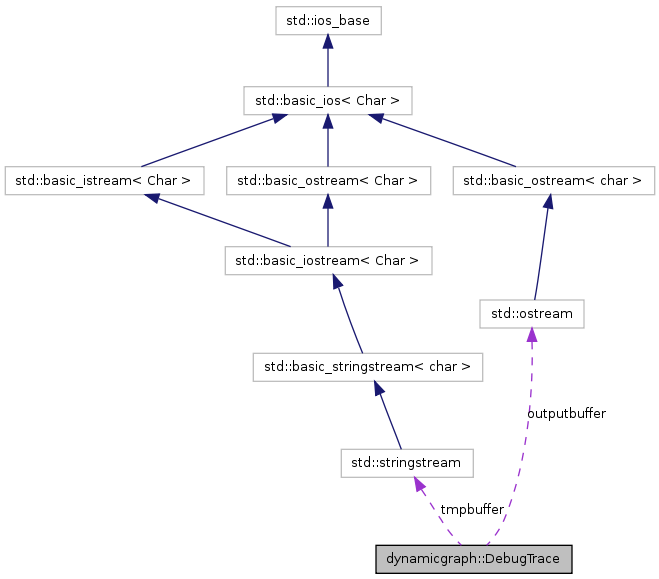 std::ios_base
std::basic_ios< Char >
std::basic_istream< Char >
std::basic_ostream< Char >
std::basic_ostream< char >
std::basic_iostream< Char >
std::ostream
std::basic_stringstream< char >
outputbuffer
std::stringstream
tmpbuffer
dynamicgraph::DebugTrace